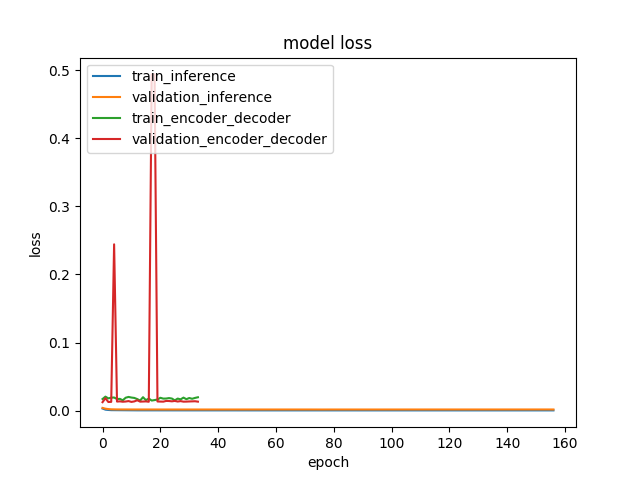 model loss
train_inference
validation_inference
train_encoder_decoder
validation_encoder_decoder
loss
0.5
0.4
0.3
0.2
0.1
0.0
0 20 40 60 80 100 120 140 160
epoch